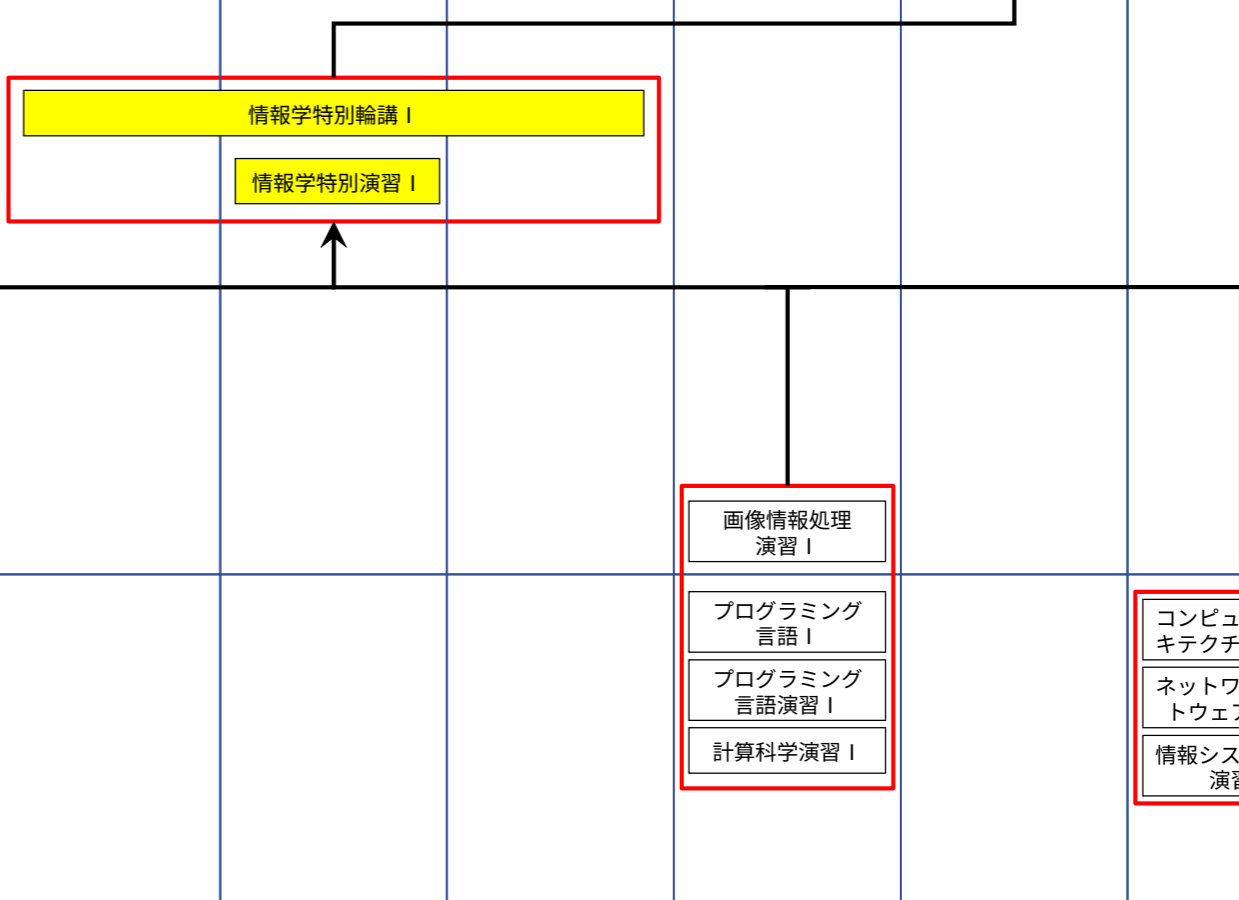 情報学特別輪講Ⅰ
情報学特別演習Ⅰ
画像情報処理
演習Ⅰ
プログラミング
言語Ⅰ
プログラミング
言語演習Ⅰ
計算科学演習Ⅰ
コンピュ
キテクチ
ネットワ
トウェア
情報シス
演習